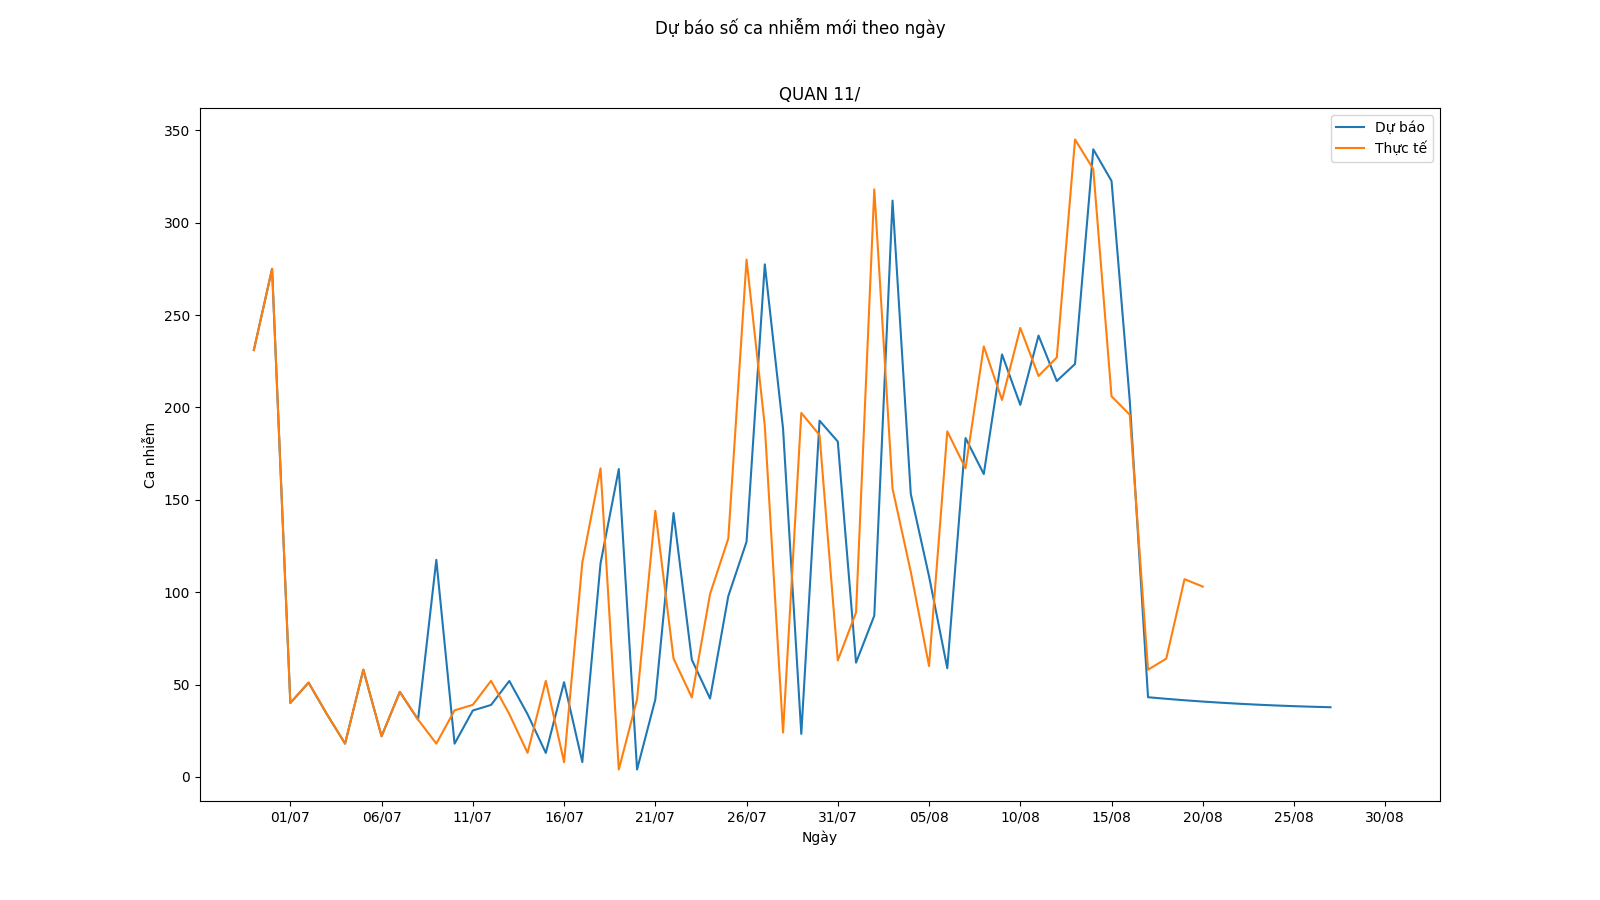 Dự báo số ca nhiễm mới theo ngày
QUAN 11/
Dự báo
Thực tế
350
300
250
200
150
100
50
0
Ca nhiễm
01/07 06/07 11/07 16/07 21/07 26/07 31/07 05/08 10/08 15/08 20/08 25/08 30/08
Ngày